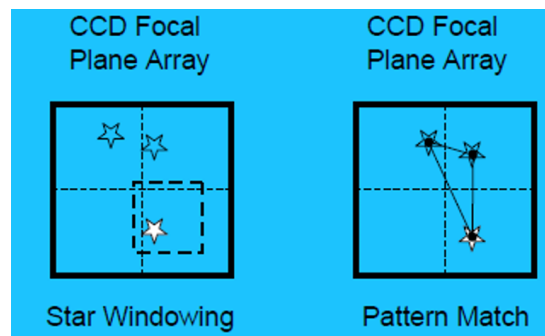 CCD Focal
Plane Array
CCD Focal
Plane Array
Star Windowing
Pattern Match